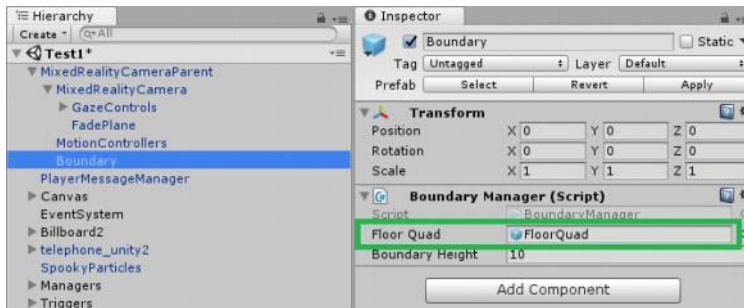 Hierarchy
Create
All
Test1*
MixedRealityCameraParent
MixedRealityCamera
GazeControls
FadePlane
MotionControllers
Boundary
PlayerMessageManager
Canvas
EventSystem
Billboard2
telephone_unity2
SpookyParticles
Managers
Triggers
Inspector
Boundary Static
Tag Untagged Layer Default
Prefab Select Revert Apply
Transform
Position X 0 Y 0 Z 0
Rotation X 0 Y 0 Z 0
Scale X 1 Y 1 Z 1
Boundary Manager (Script)
Script BoundaryManager
Floor Quad FloorQuad
Boundary Height 10
Add Component